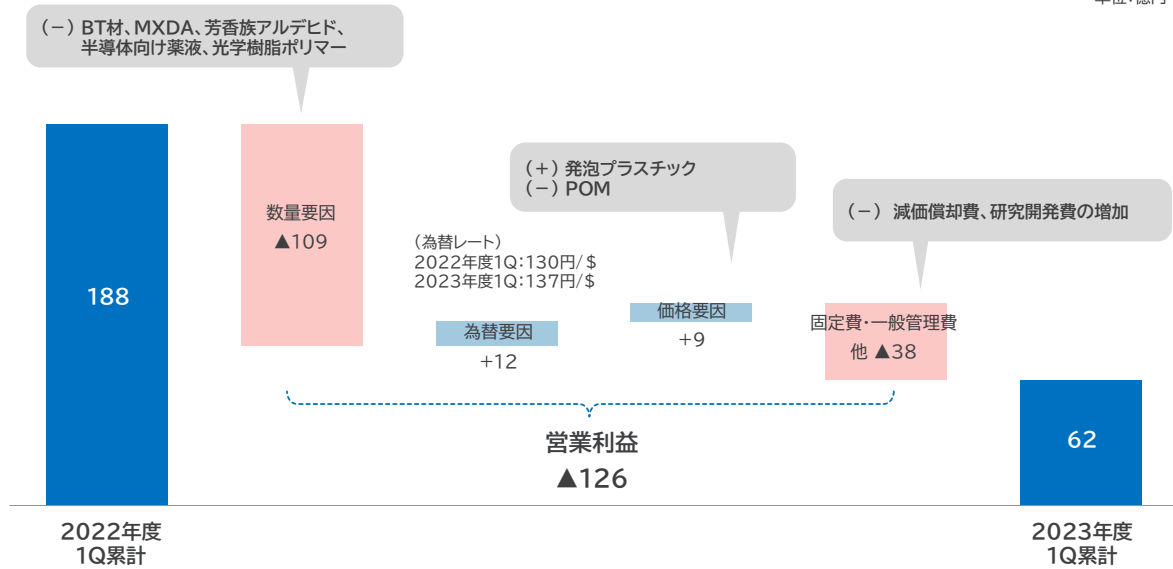 単位:億円
(-) BT材、MXDA、芳香族アルデヒド、
半導体向け薬液、光学樹脂ポリマー
(+) 発泡プラスチック
(-) POM
(-) 減価償却費、研究開発費の増加
188
数量要因
▲109
(為替レート)
2022年度1Q:130円/$
2023年度1Q:137円/$
為替要因
+12
価格要因
+9
固定費・一般管理費
他 ▲38
営業利益
▲126
62
2022年度
1Q累計
2023年度
1Q累計